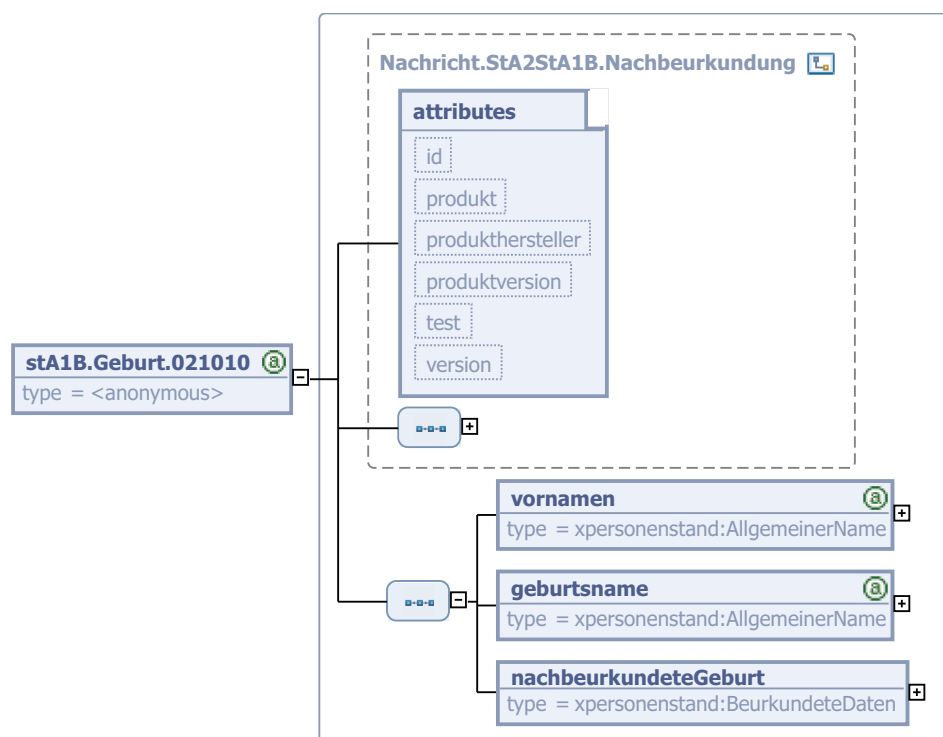 Nachricht.StA2StA1B.Nachbeurkundung
attributes
id
produkt
produkthersteller
produktversion
test
version
stA1B.Geburt.021010 a
type = <anonymous>
vornamen a
type = xpersonenstand:AllgemeinerName
geburtsname a
type = xpersonenstand:AllgemeinerName
nachbeurkundeteGeburt
type = xpersonenstand:BeurkundeteDaten